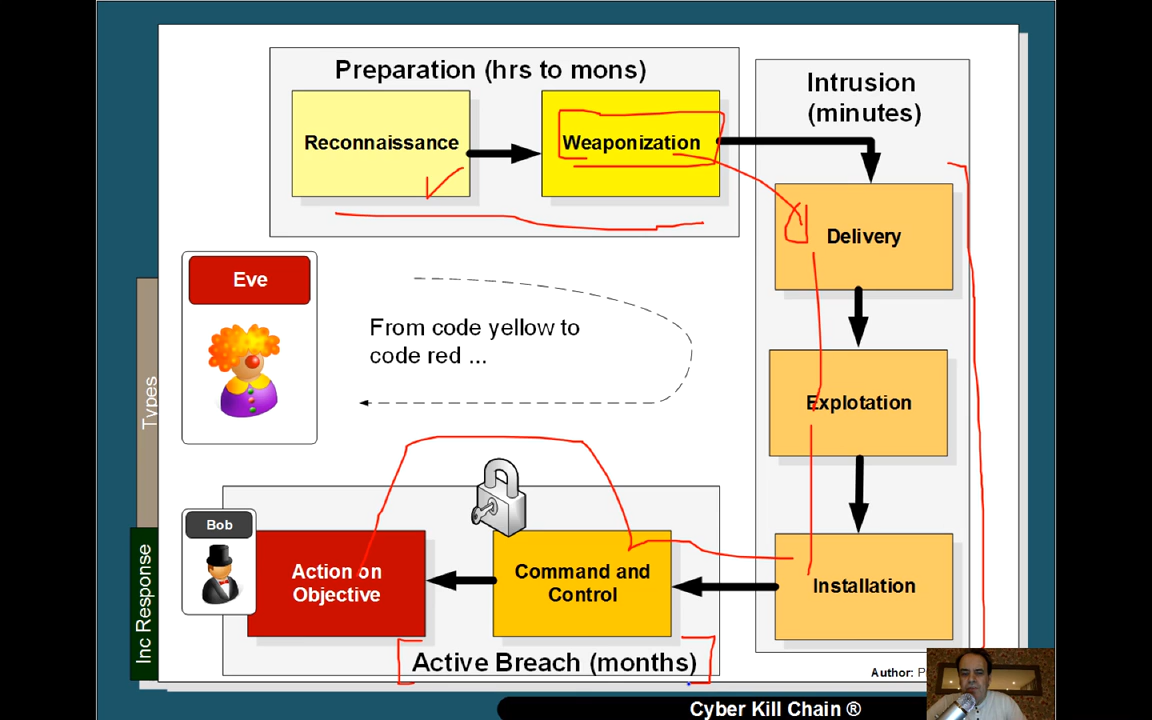 Preparation (hrs to mons)
Reconnaissance
Weaponization
Intrusion
(minutes)
Delivery
Eve
From code yellow to
code red ...
Explotation
Types
Bob
Action on
Objective
Command and
Control
Installation
Inc Response
Active Breach (months)
Author:
Cyber Kill Chain ®